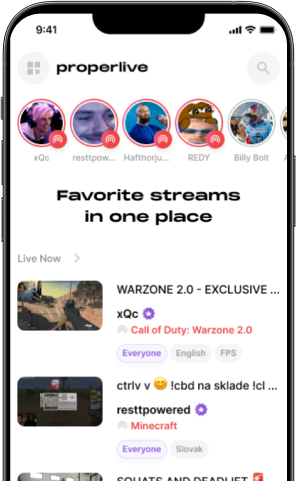 9:41
properlive
xQc resttpow... Hafthorju... REDY Billy Bolt
Favorite streams
in one place
Live Now
WARZONE 2.0 - EXCLUSIVE ...
xQc
Call of Duty: Warzone 2.0
Everyone English FPS
ctrlv v 😊 !cbd na sklade !cl ...
resttpowered
Minecraft
Everyone Slovak
SQUATS AND DEADLIFT 🚨